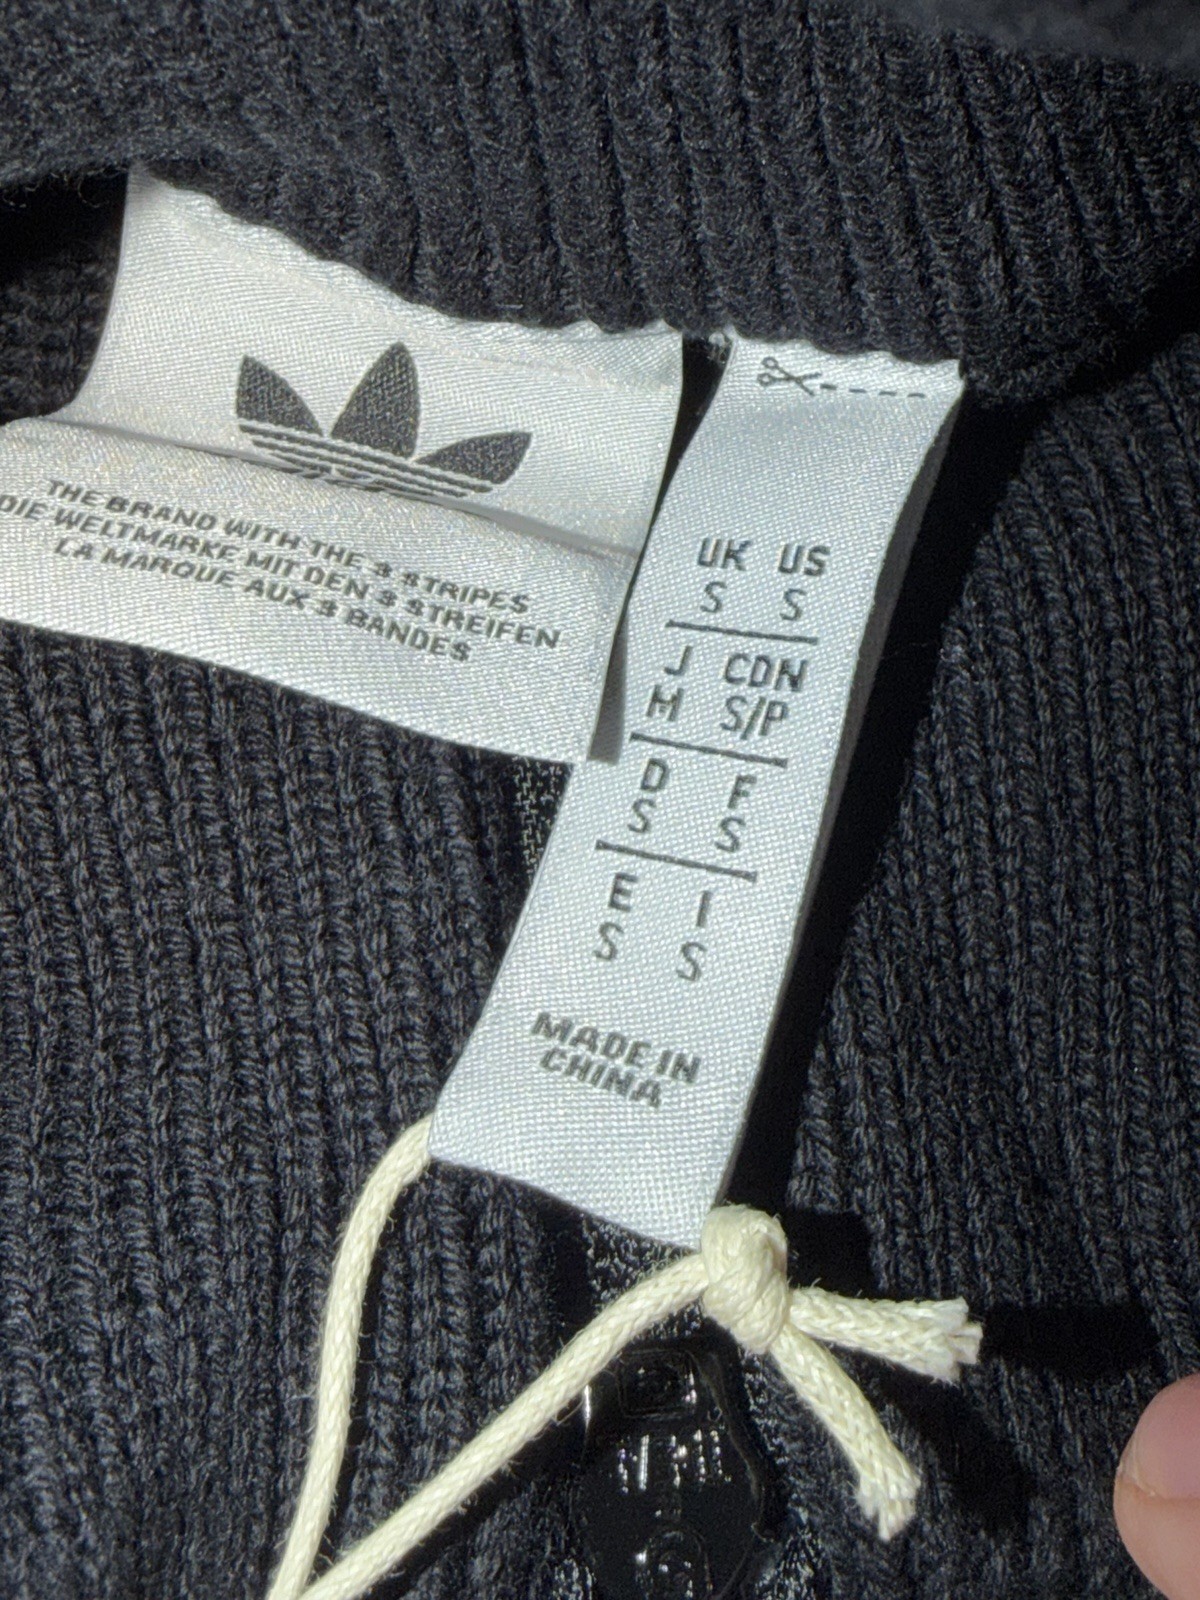 THE BRAND WITH THE 3 STRIPES
DIE WELTMARKE MIT DEN 3 STREIFEN
LA MARQUE AUX 3 BANDES
UK US
S S
J CDN
M S/P
D F
S S
E I
S S
MADE IN
CHINA